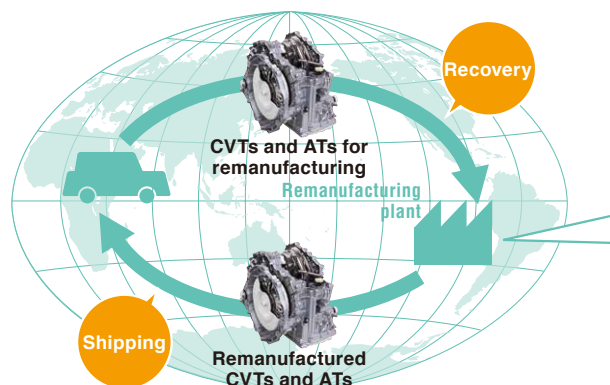 Recovery
CVTs and ATs for
remanufacturing
Remanufacturing
plant
Shipping
Remanufactured
CVTs and ATs